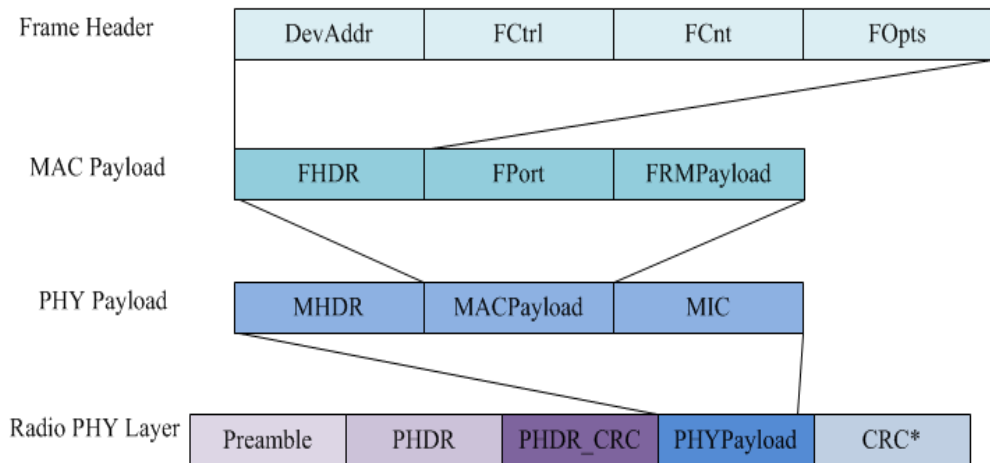 Frame Header
DevAddr FCtrl FCnt FOpts
MAC Payload
FHDR FPort FRMPayload
PHY Payload
MHDR MACPayload MIC
Radio PHY Layer
Preamble PHDR PHDR_CRC PHYPayload CRC*